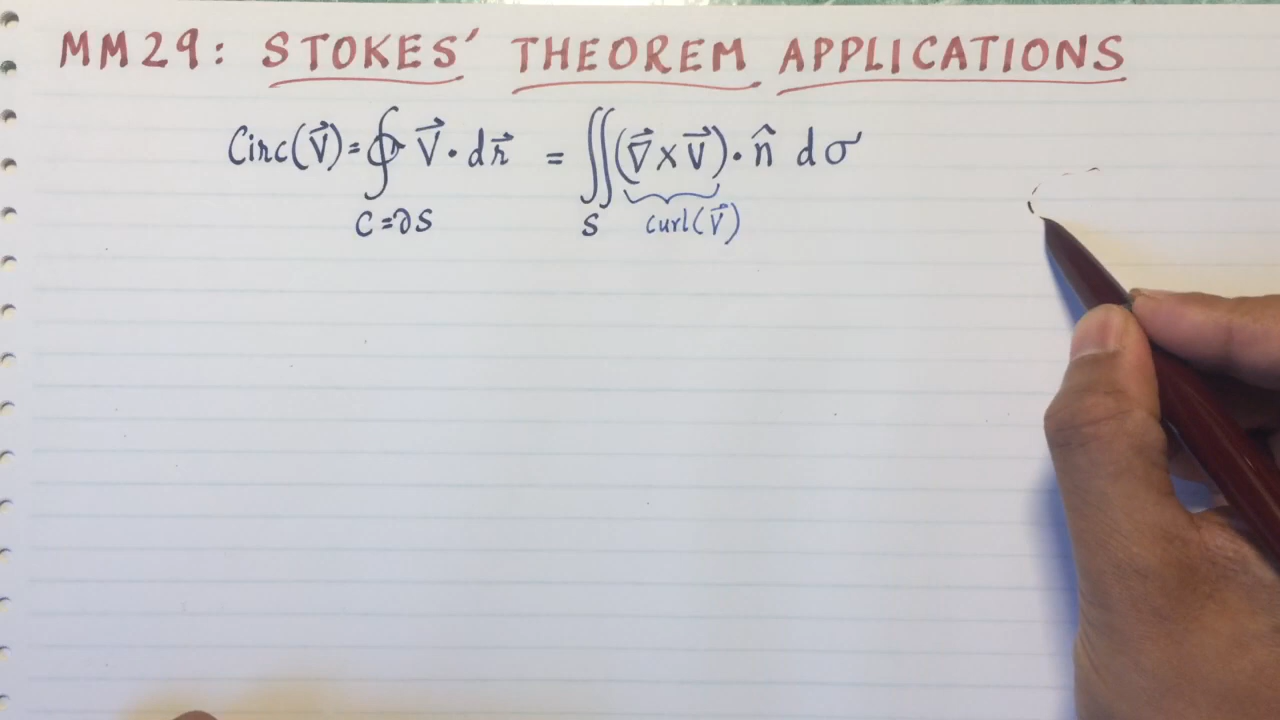 MM29: STOKES' THEOREM APPLICATIONS
Circ(V⃗) = ∮ V⃗ · dr⃗ = ∬ (∇⃗ × V⃗) · n̂ dσ
C = ∂S S curl(V⃗)